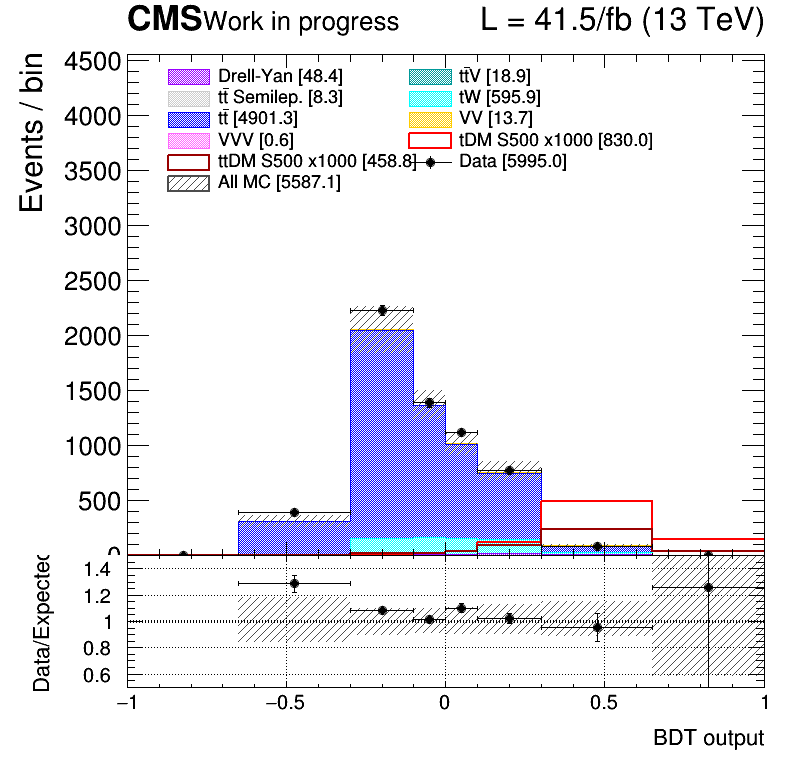 CMS Work in progress L = 41.5/fb (13 TeV)
Events / bin
4500
4000
3500
3000
2500
2000
1500
1000
500
0
Drell-Yan [48.4] tt̄V [18.9]
tt̄ Semilep. [8.3] tW [595.9]
tt̄ [4901.3] VV [13.7]
VVV [0.6] tDM S500 x1000 [830.0]
ttDM S500 x1000 [458.8] Data [5995.0]
All MC [5587.1]
Data/Expected
1.4
1.2
1
0.8
0.6
−1 −0.5 0 0.5 1
BDT output